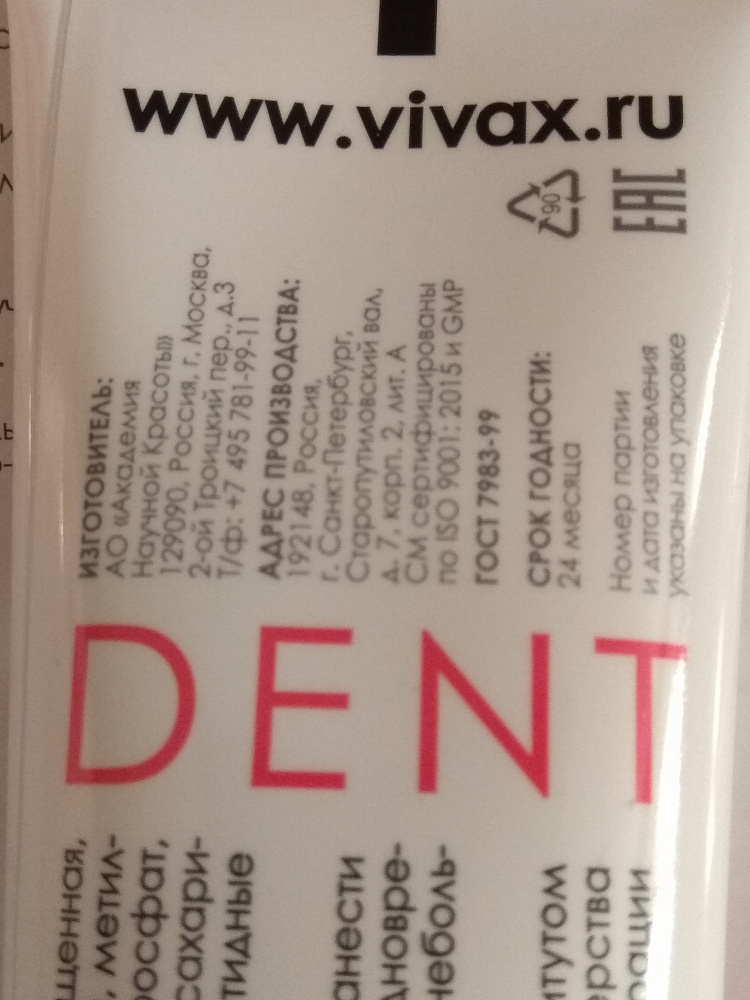 www.vivax.ru
ИЗГОТОВИТЕЛЬ:
АО «Академия
Научной Красоты»
129090, Россия, г. Москва,
2-ой Троицкий пер., д.3
Т/ф: +7 495 781-99-11
АДРЕС ПРОИЗВОДСТВА:
192148, Россия,
г. Санкт-Петербург,
Старопутиловский вал,
д. 7, корп. 2, лит. А
СМ сертифицированы
по ISO 9001: 2015 и GMP
ГОСТ 7983-99
СРОК ГОДНОСТИ:
24 месяца
Номер партии
и дата изготовления
указаны на упаковке
90
EAC
DENT
щенная,
, метил-
осфат,
сахари-
тидные
анести
дновре-
неболь-
итутом
рства
рации